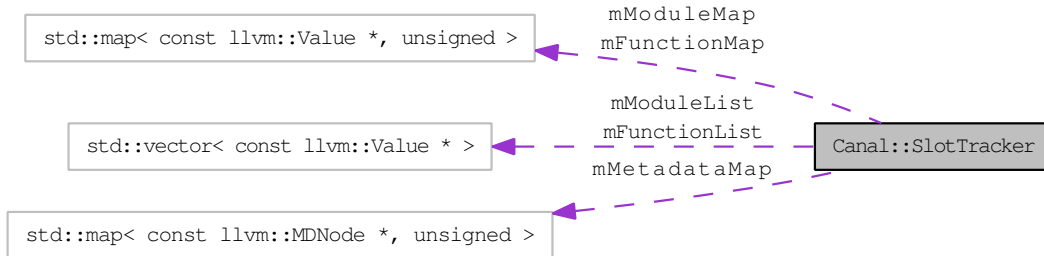 mModuleMap
mFunctionMap
std::map< const llvm::Value *, unsigned >
mModuleList
mFunctionList
std::vector< const llvm::Value * >
Canal::SlotTracker
mMetadataMap
std::map< const llvm::MDNode *, unsigned >